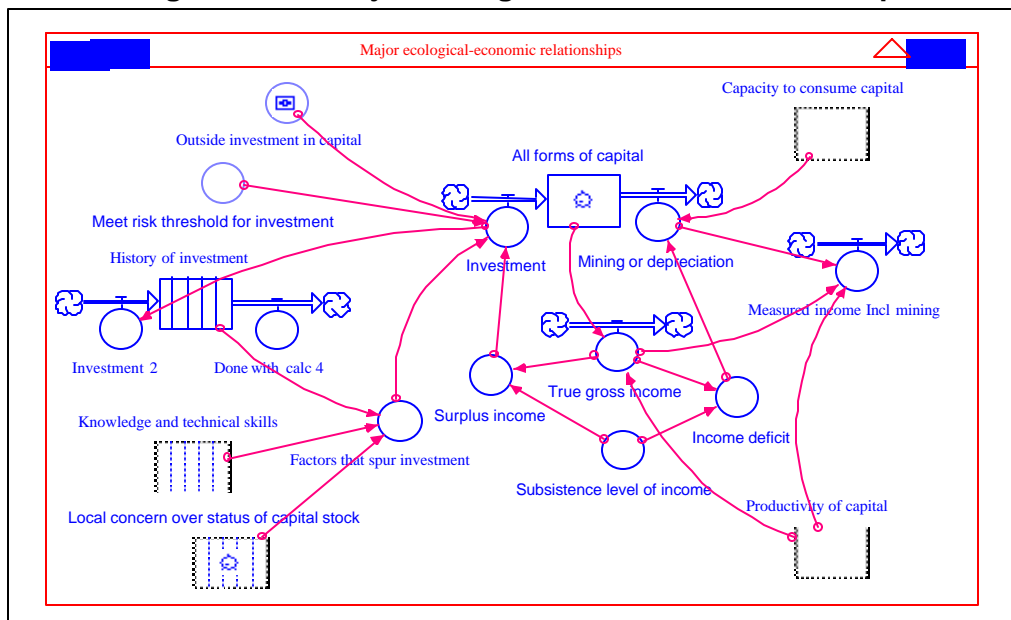 Major ecological-economic relationships
Capacity to consume capital
Outside investment in capital
All forms of capital
Meet risk threshold for investment
History of investment
Investment
Mining or depreciation
Measured income Incl mining
Investment 2
Done with calc 4
True gross income
Surplus income
Knowledge and technical skills
Income deficit
Factors that spur investment
Subsistence level of income
Productivity of capital
Local concern over status of capital stock